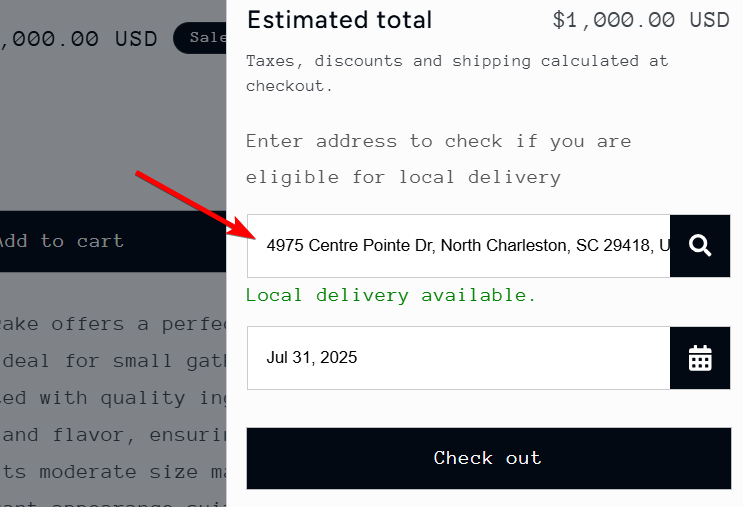 Estimated total $1,000.00 USD
,000.00 USD Sale
Taxes, discounts and shipping calculated at
checkout.
Enter address to check if you are
eligible for local delivery
Add to cart
4975 Centre Pointe Dr, North Charleston, SC 29418, U
Local delivery available.
ake offers a perfe
deal for small gat
ed with quality in
Jul 31, 2025
and flavor, ensuri
ts moderate size ma
Check out